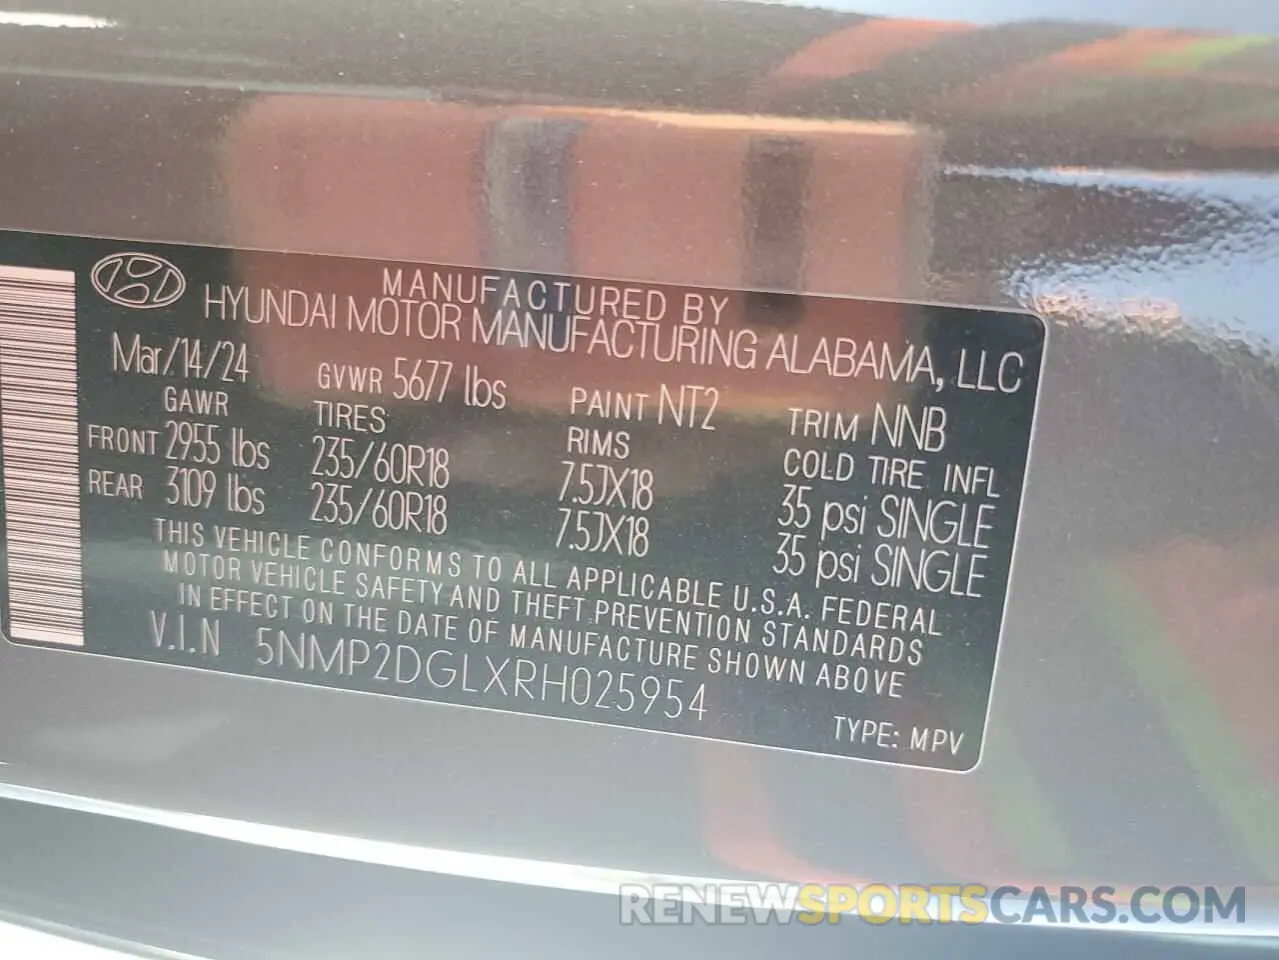 MANUFACTURED BY
HYUNDAI MOTOR MANUFACTURING ALABAMA, LLC
Mar/14/24 GVWR 5677 lbs PAINT NT2 TRIM NNB
GAWR TIRES RIMS COLD TIRE INFL
FRONT 2955 lbs 235/60R18 7.5JX18 35 psi SINGLE
REAR 3109 lbs 235/60R18 7.5JX18 35 psi SINGLE
THIS VEHICLE CONFORMS TO ALL APPLICABLE U.S.A. FEDERAL
MOTOR VEHICLE SAFETY AND THEFT PREVENTION STANDARDS
IN EFFECT ON THE DATE OF MANUFACTURE SHOWN ABOVE
V.I.N 5NMP2DGLXRH025954
TYPE: MPV
RENEWSPORTSCARS.COM